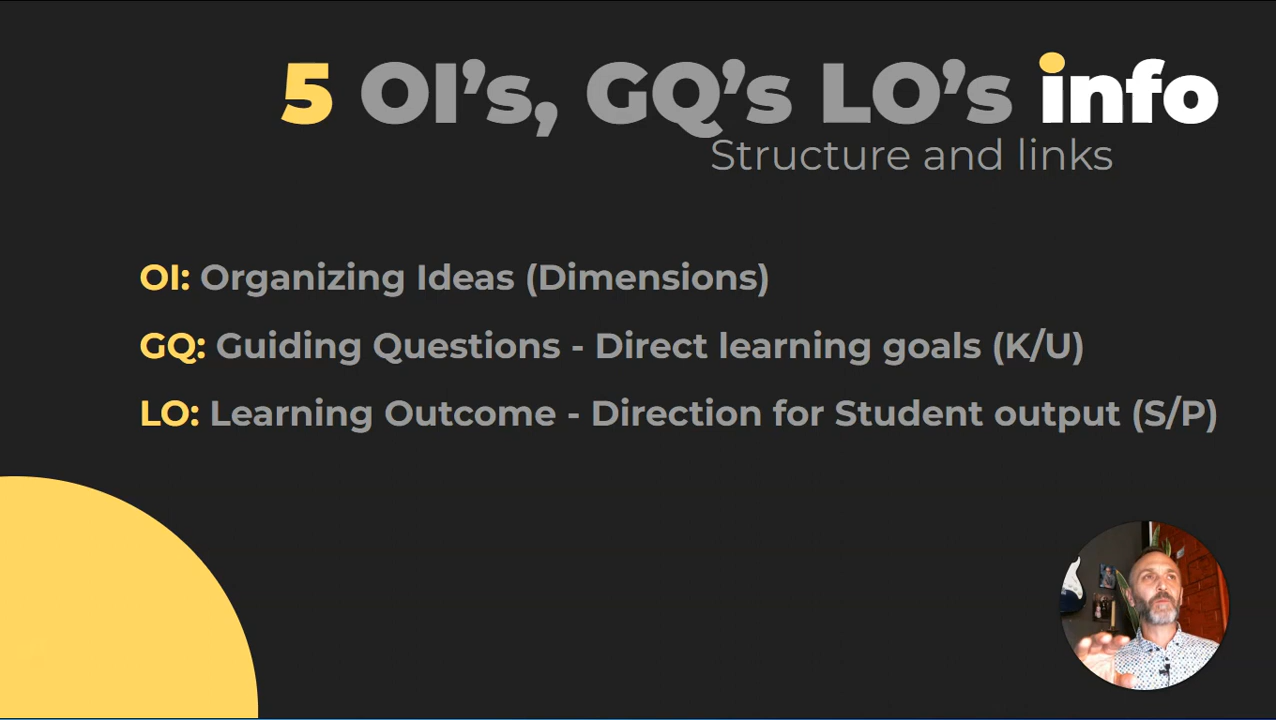 5 OI’s, GQ’s LO’s info
Structure and links
OI: Organizing Ideas (Dimensions)
GQ: Guiding Questions - Direct learning goals (K/U)
LO: Learning Outcome - Direction for Student output (S/P)